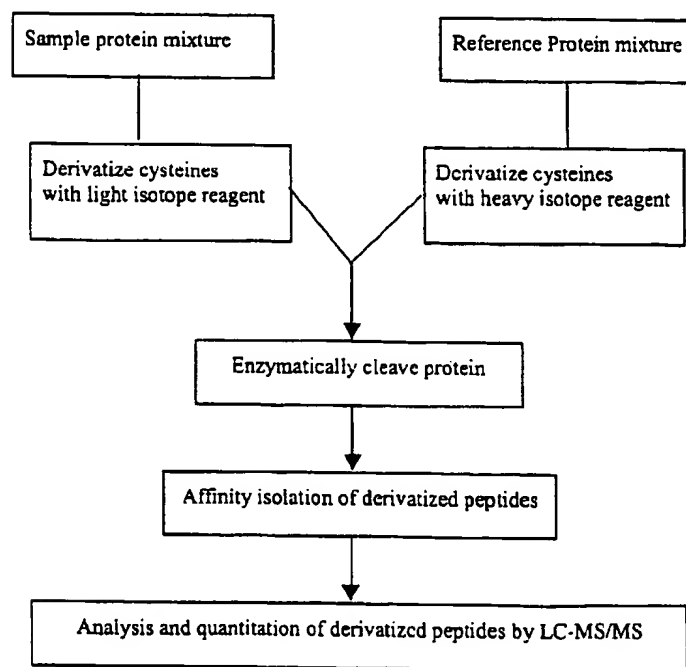 Sample protein mixture
Reference Protein mixture
Derivatize cysteines
with light isotope reagent
Derivatize cysteines
with heavy isotope reagent
Enzymatically cleave protein
Affinity isolation of derivatized peptides
Analysis and quantitation of derivatized peptides by LC-MS/MS